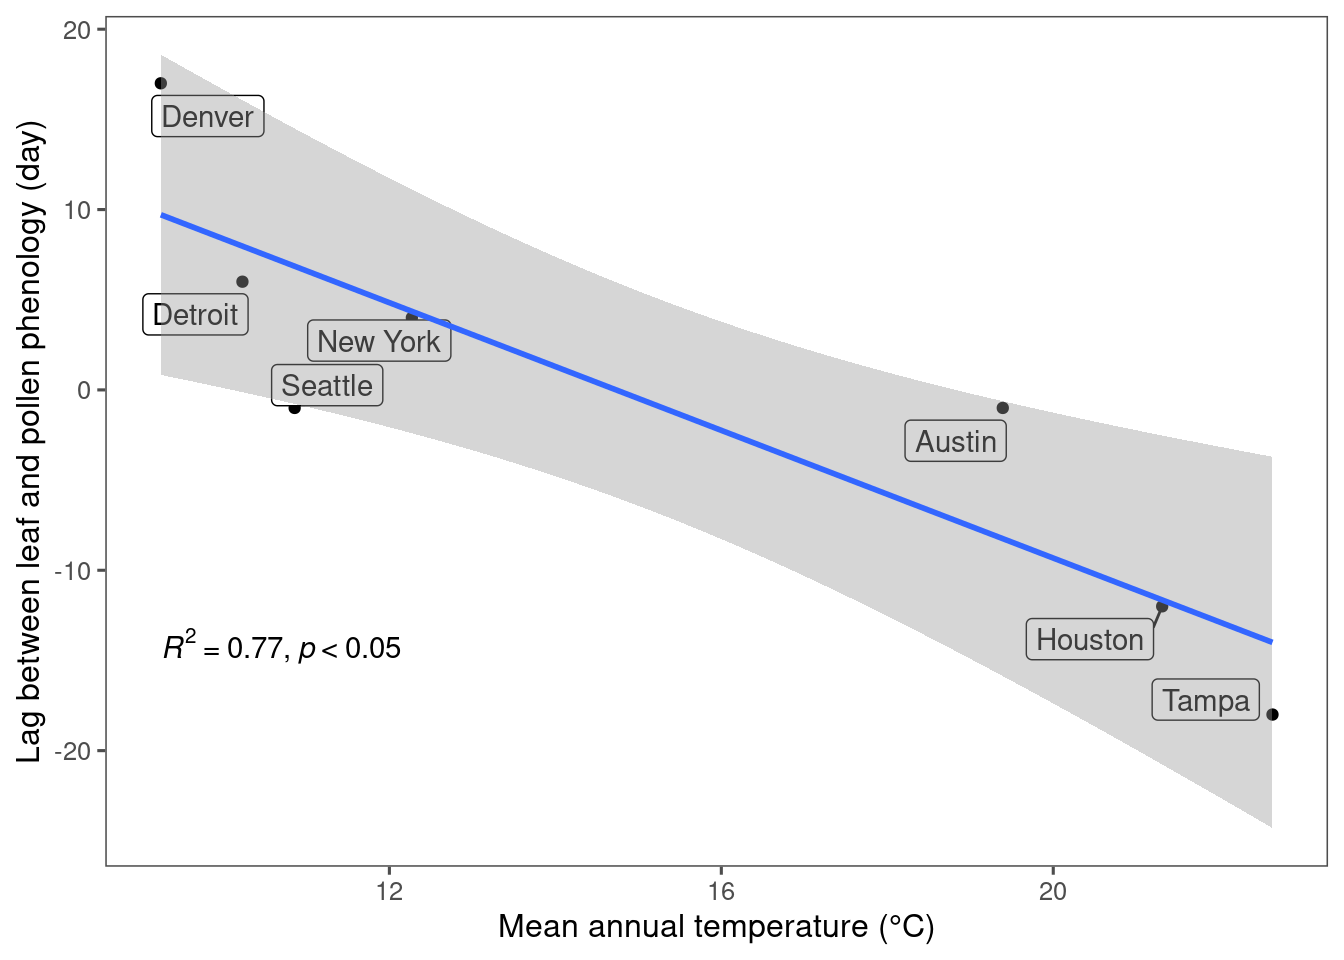 Lag between leaf and pollen phenology (day)
20
10
0
-10
-20
Denver
Detroit
New York
Seattle
Austin
Houston
Tampa
R² = 0.77, p < 0.05
12
16
20
Mean annual temperature (°C)